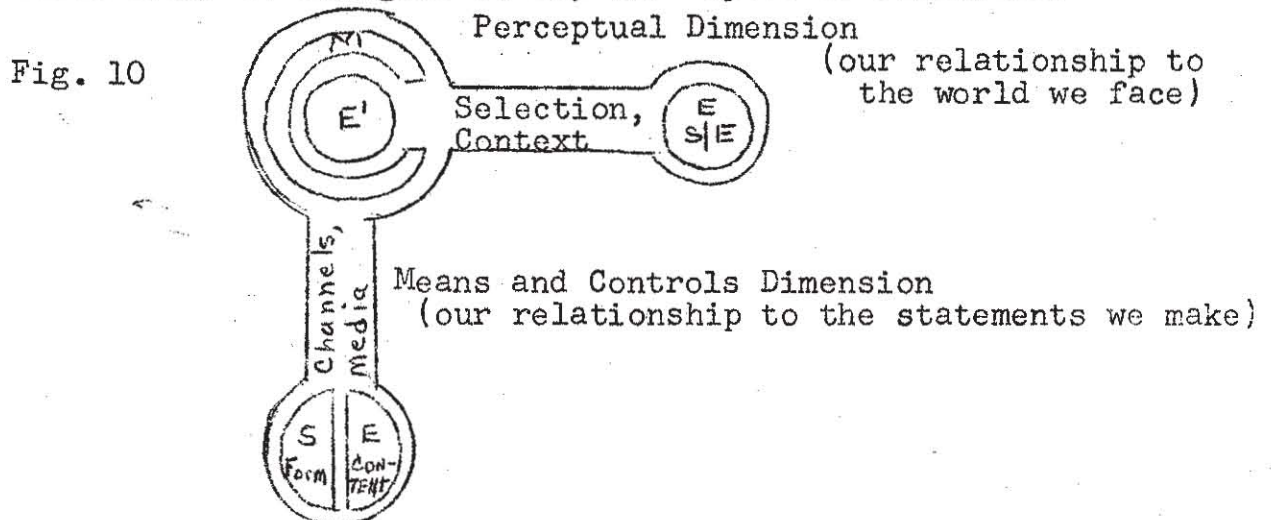 Perceptual Dimension
Fig. 10
(our relationship to
the world we face)
M
E'
Selection,
Context
E
S|E
Channels,
Media
Means and Controls Dimension
(our relationship to the statements we make)
S
Form
E
CON-
TENT